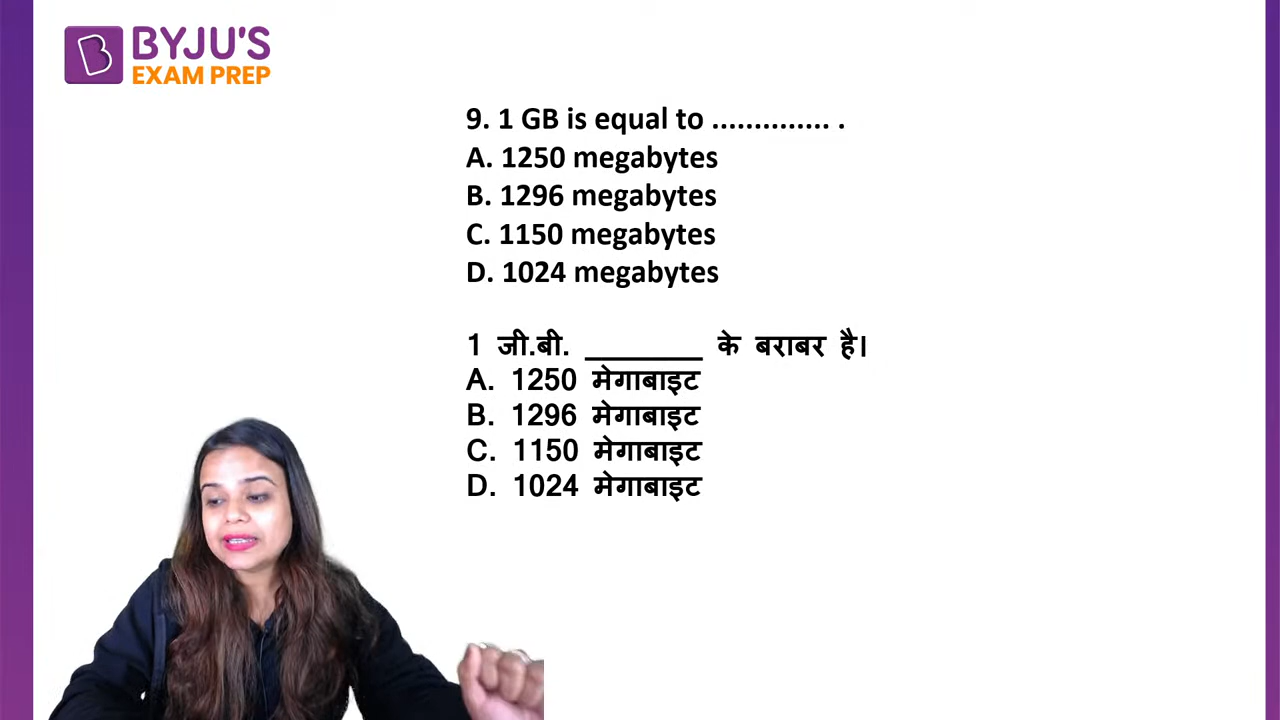 BYJU'S
EXAM PREP
9. 1 GB is equal to .............. .
A. 1250 megabytes
B. 1296 megabytes
C. 1150 megabytes
D. 1024 megabytes
1 जी.बी. ________ के बराबर है।
A. 1250 मेगाबाइट
B. 1296 मेगाबाइट
C. 1150 मेगाबाइट
D. 1024 मेगाबाइट